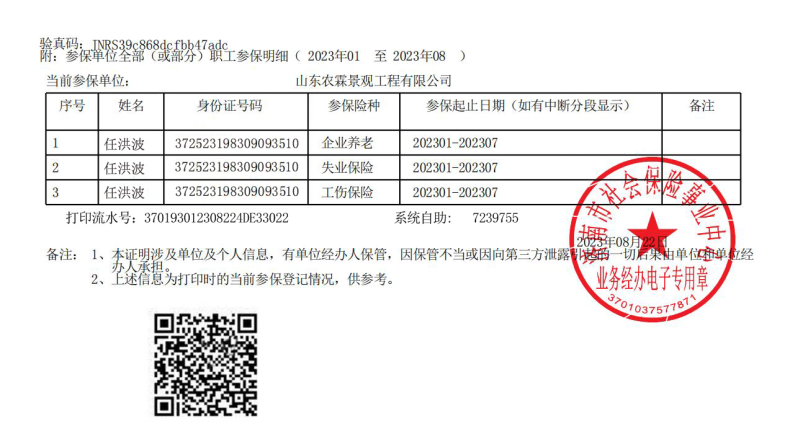 验真码：JNRS39c868dcfbb47adc
附：参保单位全部（或部分）职工参保明细（ 2023年01 至 2023年08 ）
当前参保单位： 山东农霖景观工程有限公司
序号 姓名 身份证号码 参保险种 参保起止日期（如有中断分段显示） 备注
1 任洪波 372523198309093510 企业养老 202301-202307
2 任洪波 372523198309093510 失业保险 202301-202307
3 任洪波 372523198309093510 工伤保险 202301-202307
打印流水号：370193012308224DE33022 系统自助: 7239755
2023年08月22日
备注： 1、本证明涉及单位及个人信息，有单位经办人保管，因保管不当或因向第三方泄露引起的一切后果由单位和单位经
办人承担。
2、上述信息为打印时的当前参保登记情况，供参考。
济南市社会保险事业中心
业务经办电子专用章
3701037577871